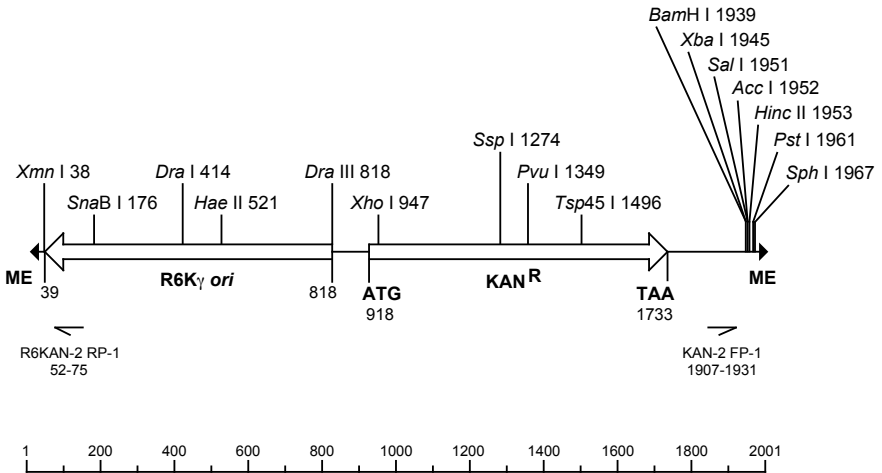 BamH I 1939
Xba I 1945
Sal I 1951
Acc I 1952
Hinc II 1953
Pst I 1961
Sph I 1967
Ssp I 1274
Xmn I 38
Dra I 414
Dra III 818
Pvu I 1349
SnaB I 176
Hae II 521
Xho I 947
Tsp45 I 1496
ME
39
R6Kγ ori
818
ATG
918
KANR
TAA
1733
ME
R6KAN-2 RP-1
52-75
KAN-2 FP-1
1907-1931
1 200 400 600 800 1000 1200 1400 1600 1800 2001